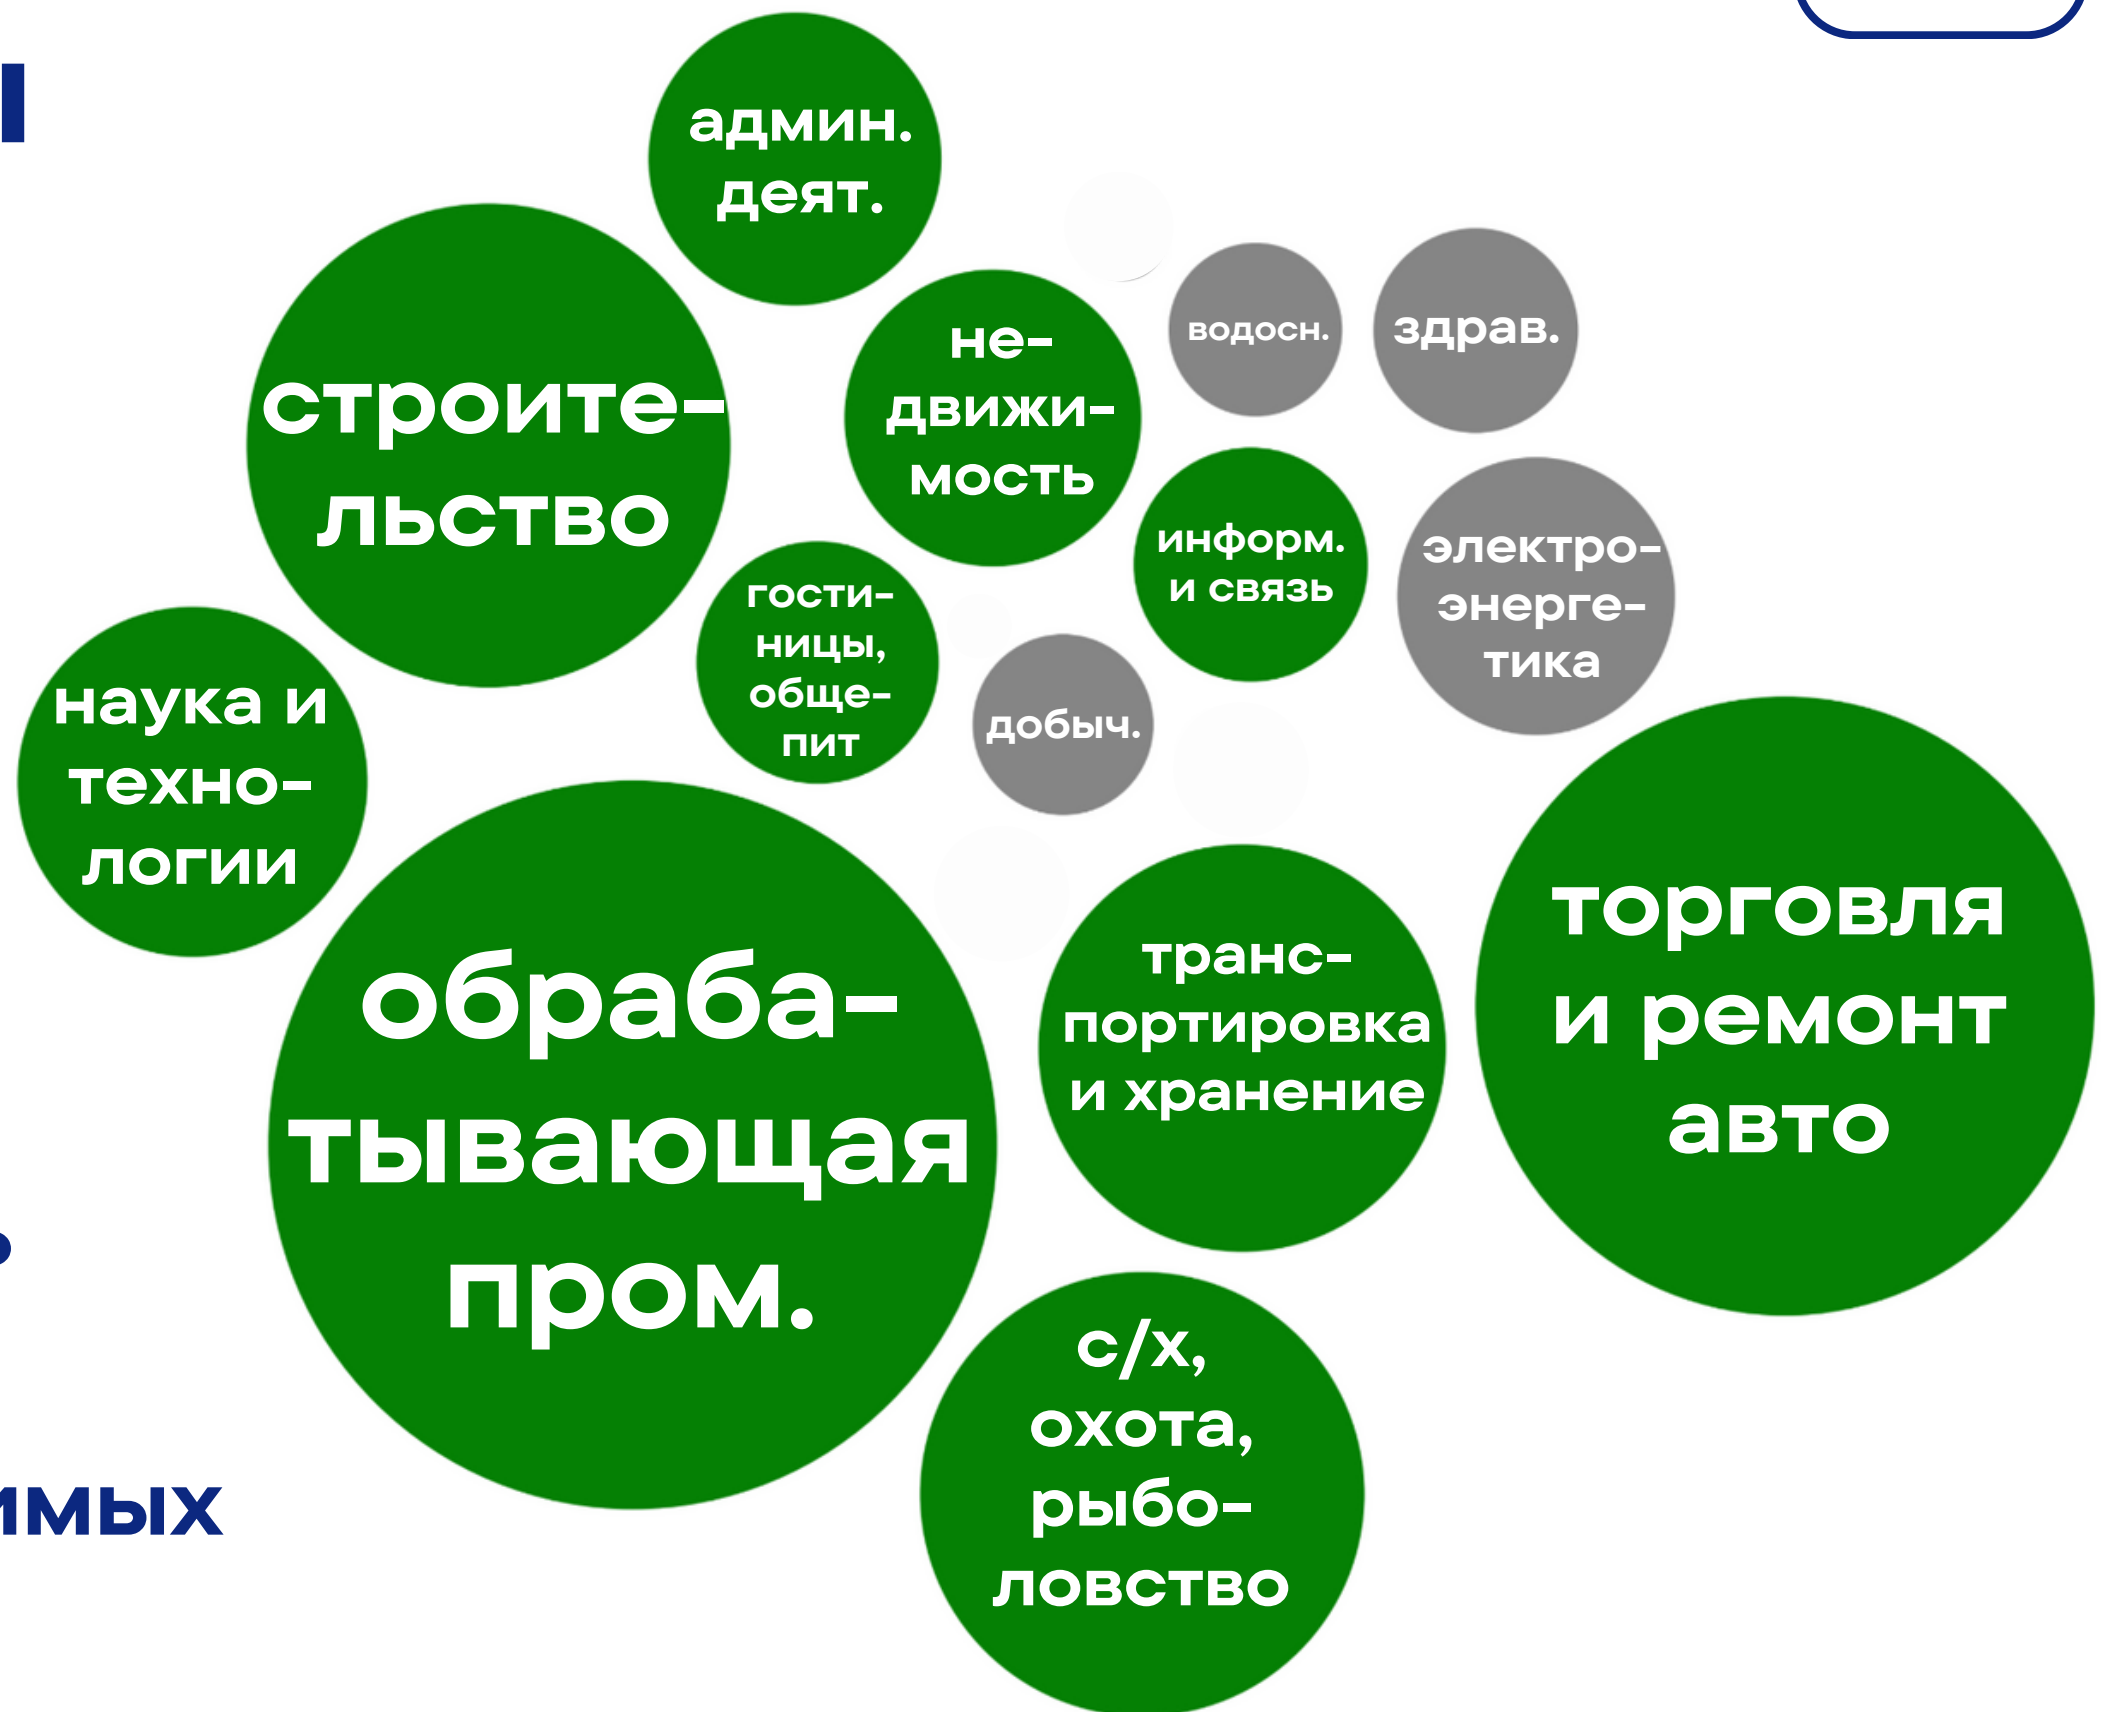 админ.
деят.
строите-
льство
не-
движи-
мость
водосн.
здрав.
информ.
и связь
электро-
энерге-
тика
гости-
ницы,
обще-
пит
добыч.
наука и
техно-
логии
обраба-
тывающая
пром.
транс-
портировка
и хранение
торговля
и ремонт
авто
с/х,
охота,
рыбо-
ловство